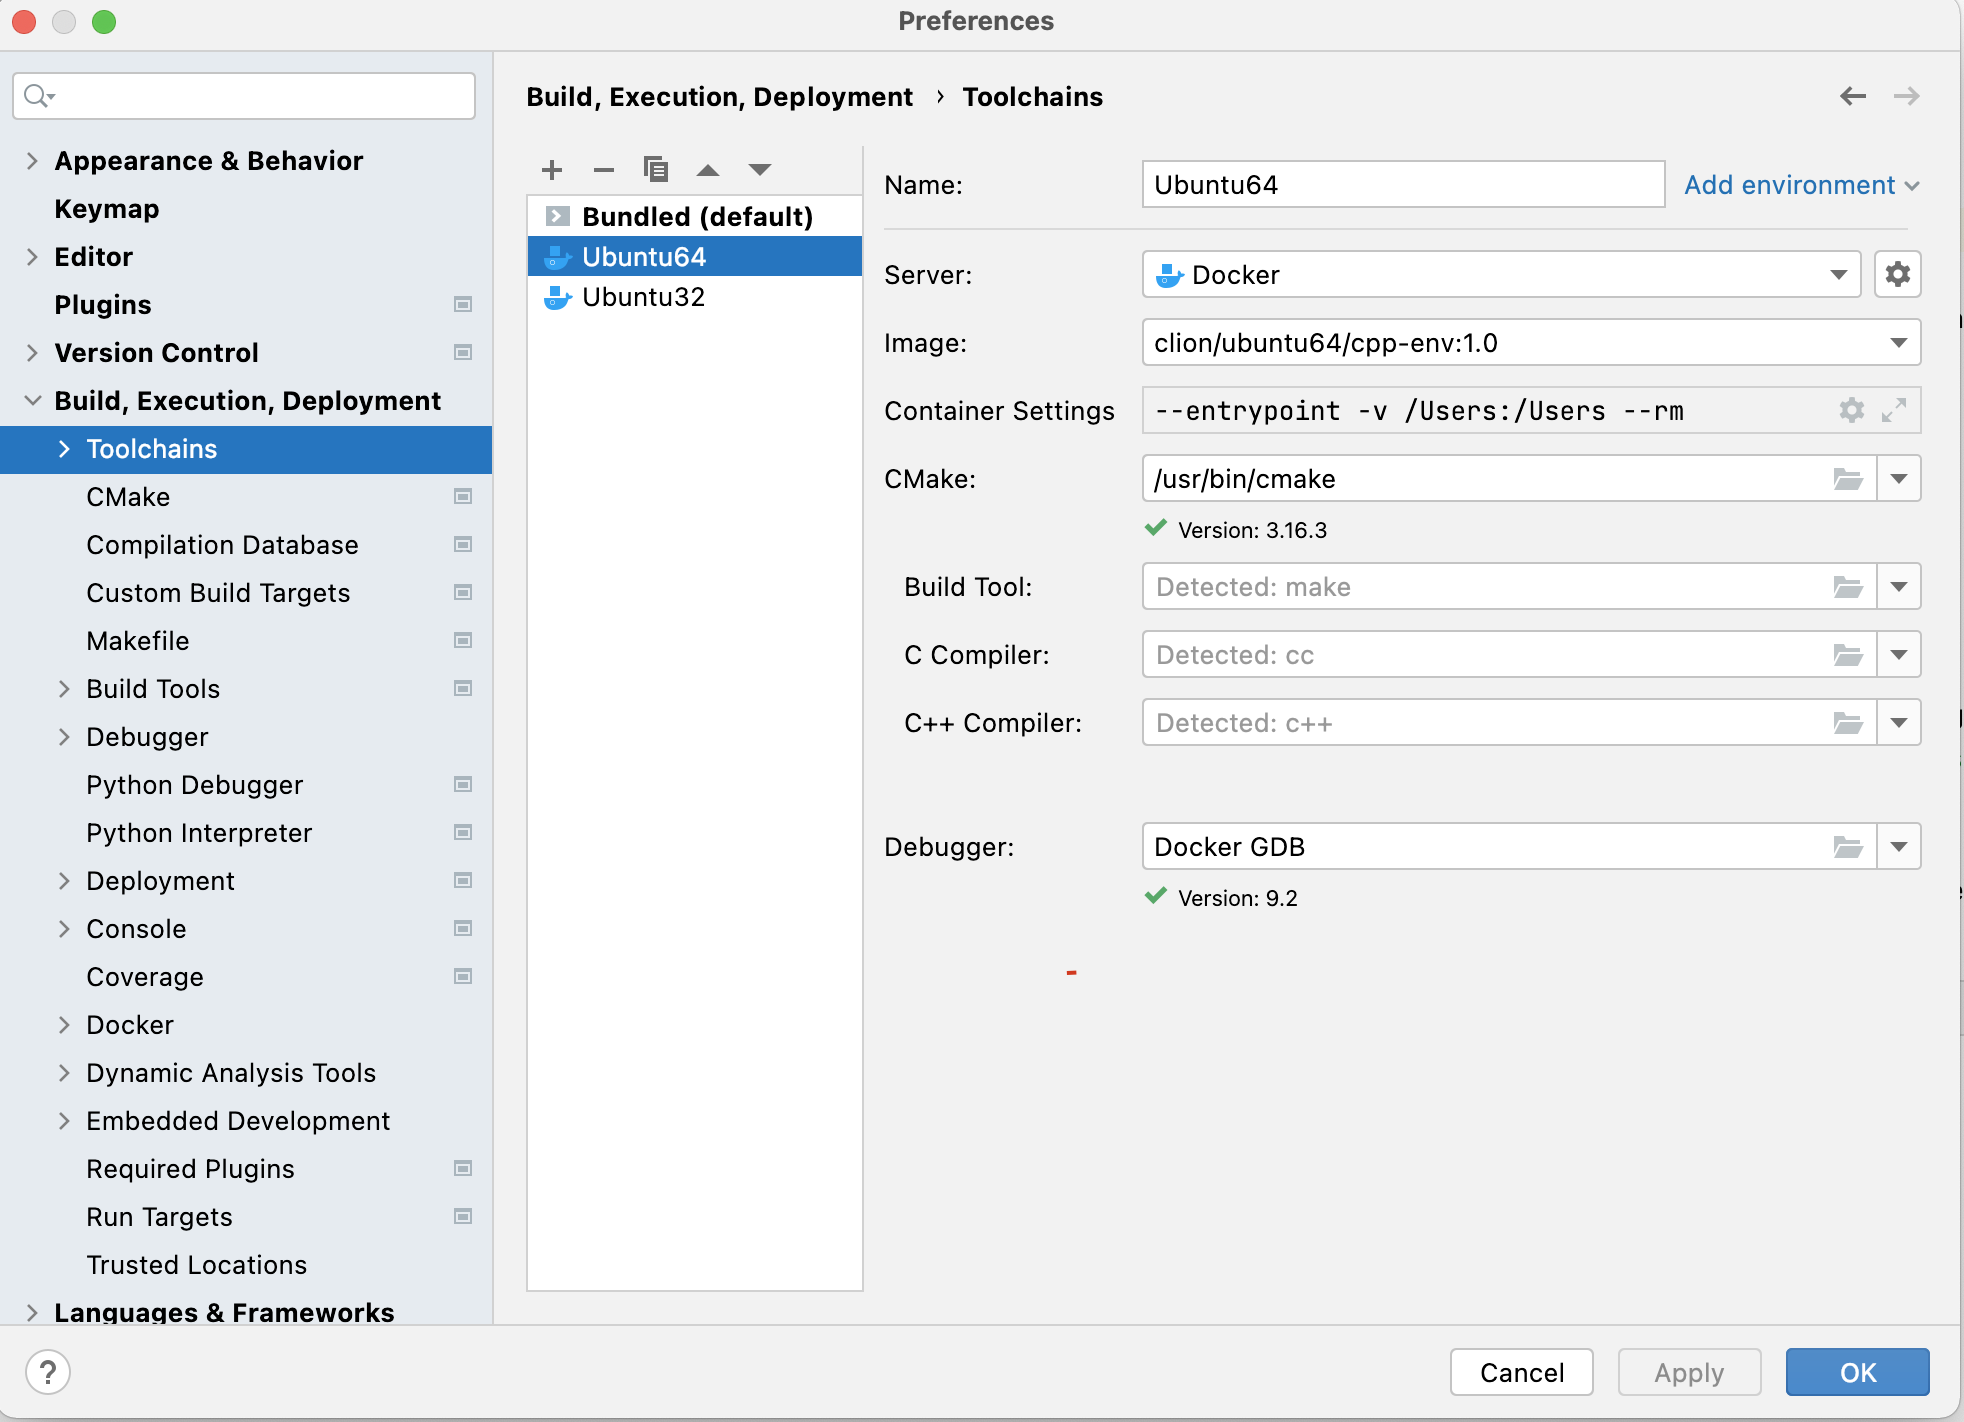 Preferences
Appearance & Behavior
Keymap
Editor
Plugins
Version Control
Build, Execution, Deployment
Toolchains
CMake
Compilation Database
Custom Build Targets
Makefile
Build Tools
Debugger
Python Debugger
Python Interpreter
Deployment
Console
Coverage
Docker
Dynamic Analysis Tools
Embedded Development
Required Plugins
Run Targets
Trusted Locations
Languages & Frameworks
Build, Execution, Deployment › Toolchains
Bundled (default)
Ubuntu64
Ubuntu32
Name: Ubuntu64 Add environment
Server: Docker
Image: clion/ubuntu64/cpp-env:1.0
Container Settings --entrypoint -v /Users:/Users --rm
CMake: /usr/bin/cmake
Version: 3.16.3
Build Tool: Detected: make
C Compiler: Detected: cc
C++ Compiler: Detected: c++
Debugger: Docker GDB
Version: 9.2
? Cancel Apply OK